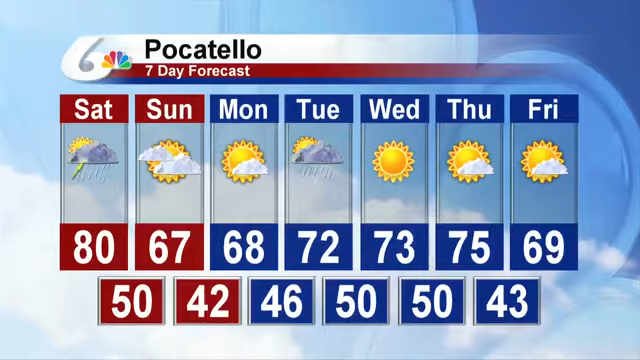 6
Pocatello
7 Day Forecast
Sat Sun Mon Tue Wed Thu Fri
80 67 68 72 73 75 69
50 42 46 50 50 43